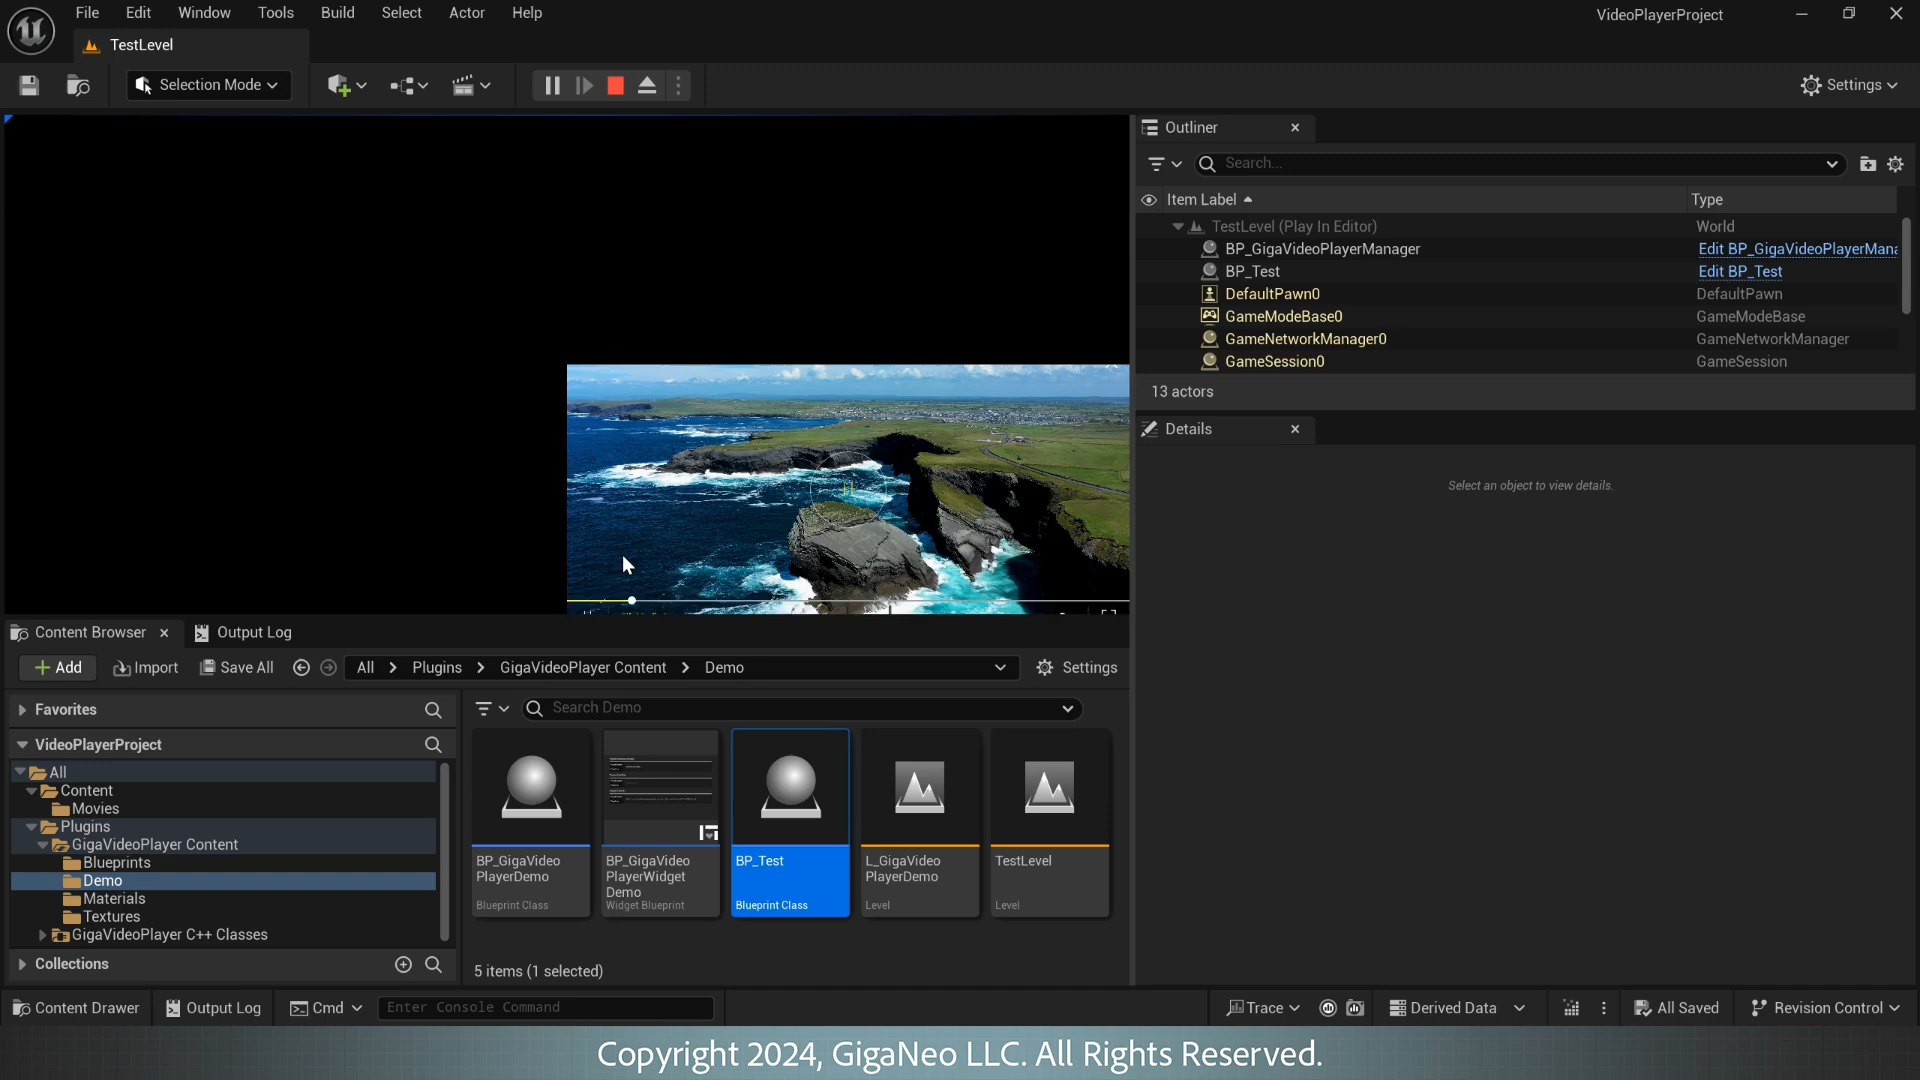 File Edit Window Tools Build Select Actor Help
VideoPlayerProject
TestLevel
Selection Mode
Settings
Outliner
Search...
Item Label Type
TestLevel (Play In Editor) World
BP_GigaVideoPlayerManager Edit BP_GigaVideoPlayerMana
BP_Test Edit BP_Test
DefaultPawn0 DefaultPawn
GameModeBase0 GameModeBase
GameNetworkManager0 GameNetworkManager
GameSession0 GameSession
13 actors
Details
Select an object to view details.
Content Browser Output Log
Add Import Save All All Plugins GigaVideoPlayer Content Demo Settings
Favorites
Search Demo
VideoPlayerProject
All
Content
Movies
Plugins
GigaVideoPlayer Content
Blueprints
Demo
Materials
Textures
GigaVideoPlayer C++ Classes
Collections
BP_GigaVideo
PlayerDemo
Blueprint Class
BP_GigaVideo
PlayerWidget
Demo
Widget Blueprint
BP_Test
Blueprint Class
L_GigaVideo
PlayerDemo
Level
TestLevel
Level
5 items (1 selected)
Content Drawer Output Log Cmd Enter Console Command Trace Derived Data All Saved Revision Control
Copyright 2024, GigaNeo LLC. All Rights Reserved.